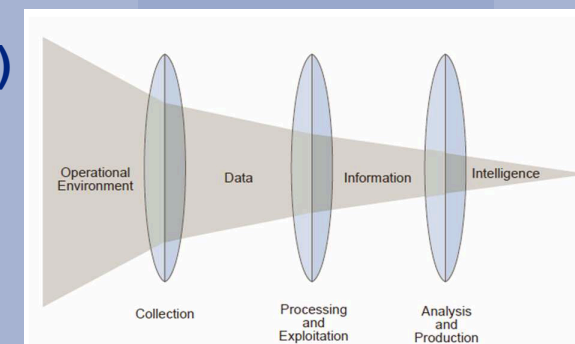 )
Operational
Environment
Data
Information
Intelligence
Collection
Processing
and
Exploitation
Analysis
and
Production